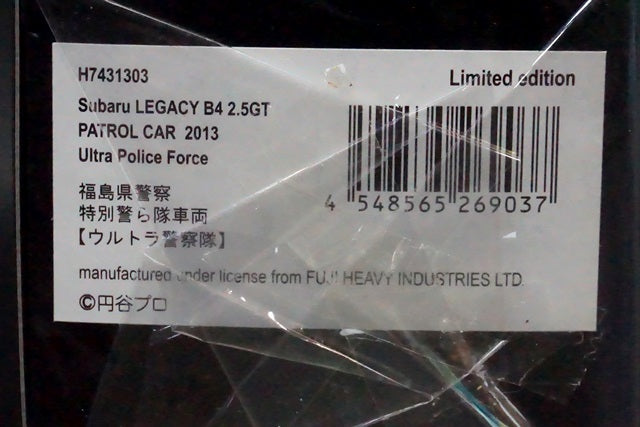 H7431303
Limited edition
Subaru LEGACY B4 2.5GT
PATROL CAR 2013
Ultra Police Force
4 548565 269037
福島県警察
特別警ら隊車両
【ウルトラ警察隊】
manufactured under license from FUJI HEAVY INDUSTRIES LTD.
©円谷プロ